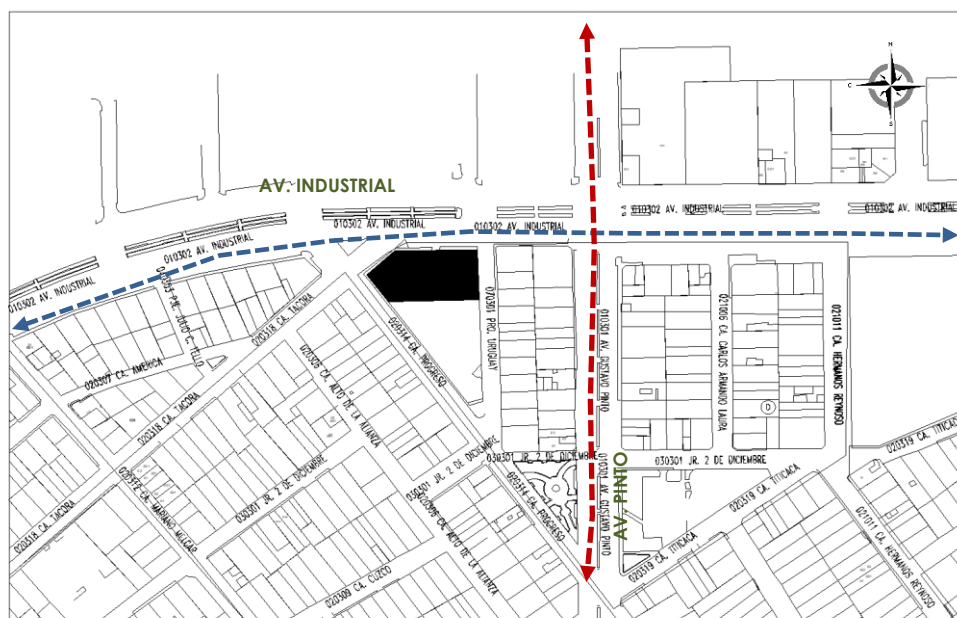 N
C
S
AV. INDUSTRIAL
010302 AV. INDUSTRIAL
010302 AV. INDUSTRIAL
010302 AV. INDUSTRIAL
010302 AV. INDUSTRIAL
010302 AV. INDUSTRIAL
010302 AV. INDUSTRIAL
020318 CA. TACORA
020307 CA. AMERICA
020318 CA. TACORA
020318 CA. TACORA
020306 CA. ALTO DE LA ALIANZA
020314 CA. PROGRESO
070301 PRO. URUGUAY
010301 AV. GUSTAVO PINTO
021006 CA. CARLOS ARMANDO LAURA
021011 CA. HERMANOS REYNOSO
D
030301 JR. 2 DE DICIEMBRE
030301 JR. 2 DE DICIEMBRE
030301 JR. 2 DE DICIEMBRE
030301 JR. 2 DE DICIEMBRE
020319 CA. TITICACA
020319 CA. TITICACA
020319 CA. TITICACA
AV. PINTO
010301 AV. GUSTAVO PINTO
020314 CA. PROGRESO
020306 CA. ALTO DE LA ALIANZA
020312 CA. MARIANO MELGAR
020309 CA. CUZCO
021011 CA. HERMANOS REYNOSO